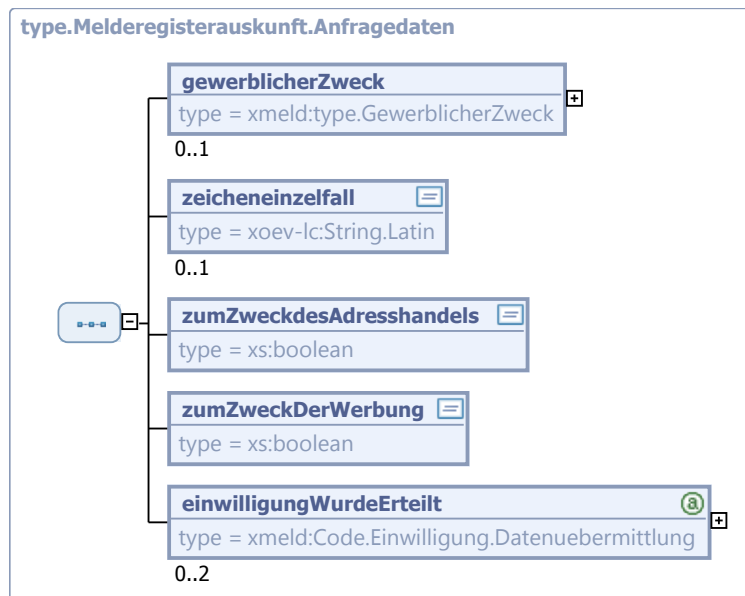 type.Melderegisterauskunft.Anfragedaten
gewerblicherZweck
type = xmeld:type.GewerblicherZweck
0..1
zeicheneinzelfall
type = xoev-lc:String.Latin
0..1
zumZweckdesAdresshandels
type = xs:boolean
zumZweckDerWerbung
type = xs:boolean
einwilligungWurdeErteilt
type = xmeld:Code.Einwilligung.Datenuebermittlung
0..2